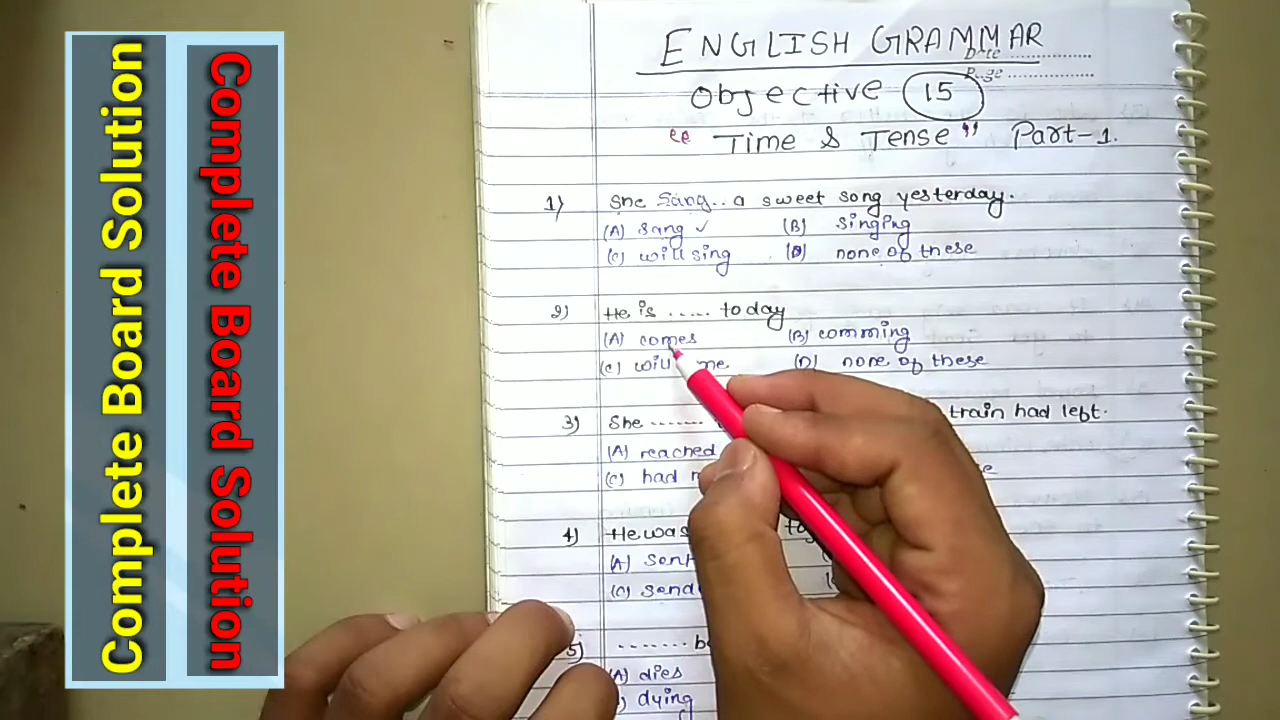 Complete Board Solution
Complete Board Solution
ENGLISH GRAMMAR
Date
Page
Objective 15
"Time & Tense" Part-1.
1) She Sang.. a sweet song yesterday.
(A) sang ✓ (B) singing
(C) will sing (D) none of these
2) He is ..... today
(A) comes (B) comming
(C) will me (D) none of these
3) She ....... train had left.
(A) reached
(C) had
4) He was
(A)
(C)
5) ....... be
(A) dies
dying